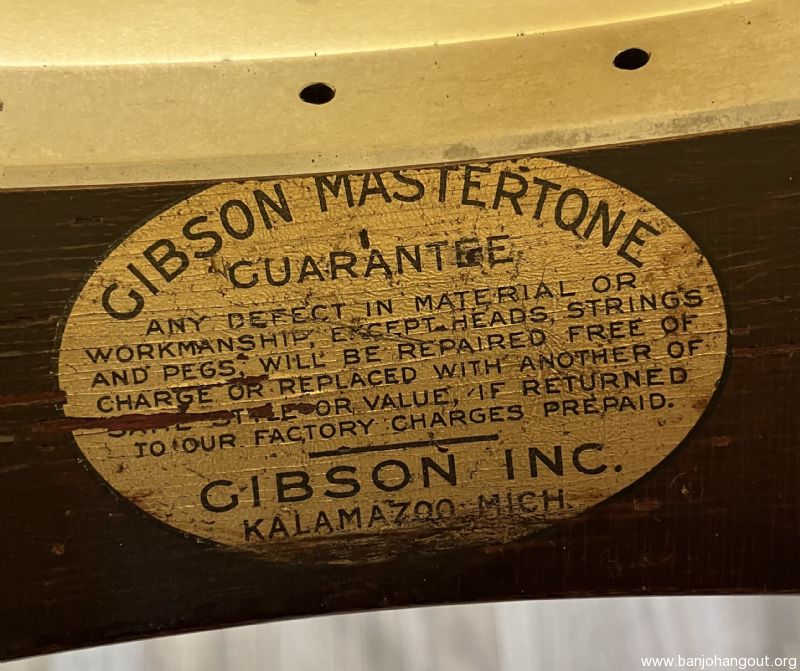 GIBSON MASTERTONE
GUARANTEE
ANY DEFECT IN MATERIAL OR
WORKMANSHIP, EXCEPT HEADS, STRINGS
AND PEGS, WILL BE REPAIRED FREE OF
CHARGE OR REPLACED WITH ANOTHER OF
SAME STYLE OR VALUE, IF RETURNED
TO OUR FACTORY CHARGES PREPAID.
GIBSON INC.
KALAMAZOO, MICH.
www.banjohangout.org